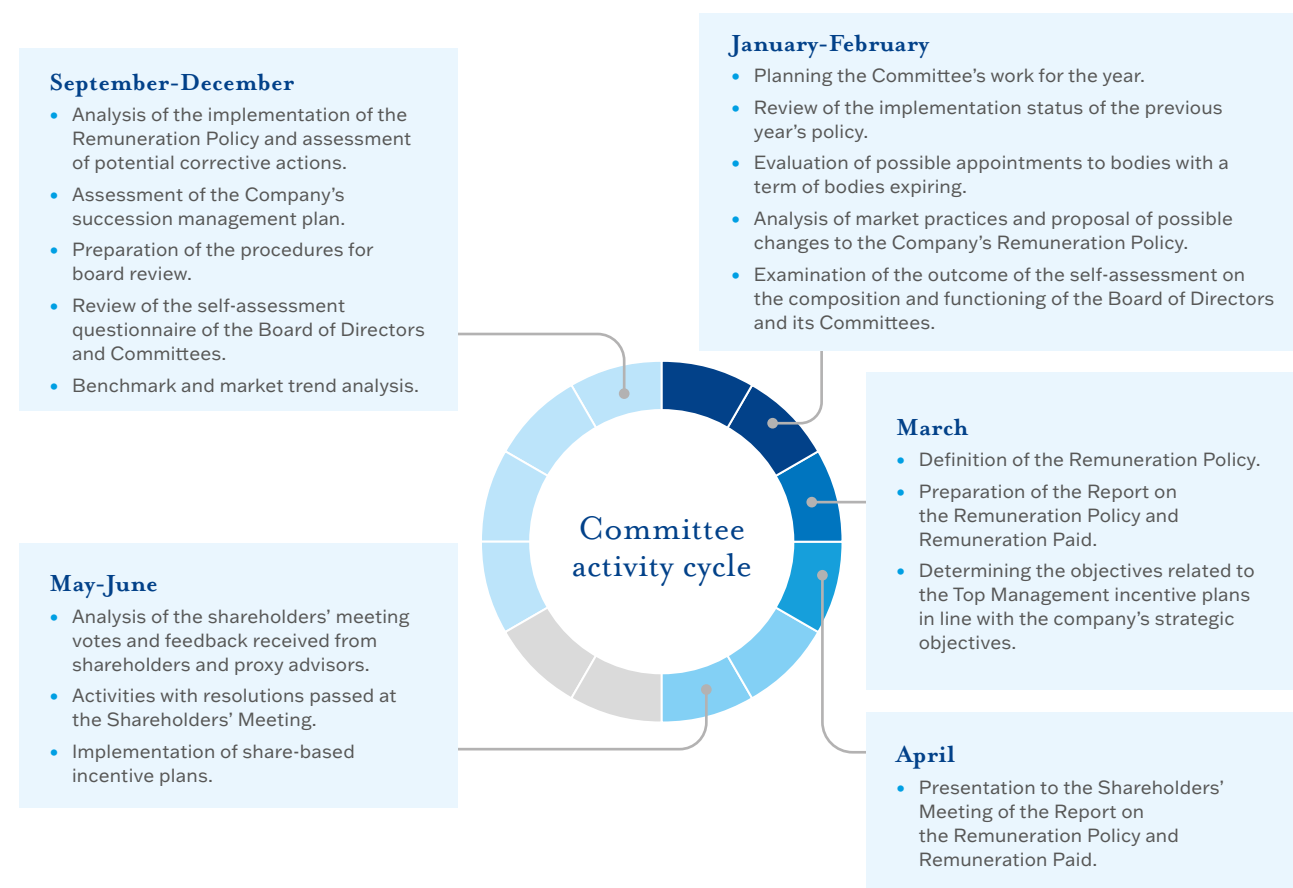 September-December
• Analysis of the implementation of the
Remuneration Policy and assessment
of potential corrective actions.
• Assessment of the Company’s
succession management plan.
• Preparation of the procedures for
board review.
• Review of the self-assessment
questionnaire of the Board of Directors
and Committees.
• Benchmark and market trend analysis.
January-February
• Planning the Committee’s work for the year.
• Review of the implementation status of the previous
year’s policy.
• Evaluation of possible appointments to bodies with a
term of bodies expiring.
• Analysis of market practices and proposal of possible
changes to the Company’s Remuneration Policy.
• Examination of the outcome of the self-assessment on
the composition and functioning of the Board of Directors
and its Committees.
March
• Definition of the Remuneration Policy.
• Preparation of the Report on
the Remuneration Policy and
Remuneration Paid.
• Determining the objectives related to
the Top Management incentive plans
in line with the company’s strategic
objectives.
Committee
activity cycle
May-June
• Analysis of the shareholders’ meeting
votes and feedback received from
shareholders and proxy advisors.
• Activities with resolutions passed at
the Shareholders’ Meeting.
• Implementation of share-based
incentive plans.
April
• Presentation to the Shareholders’
Meeting of the Report on
the Remuneration Policy and
Remuneration Paid.